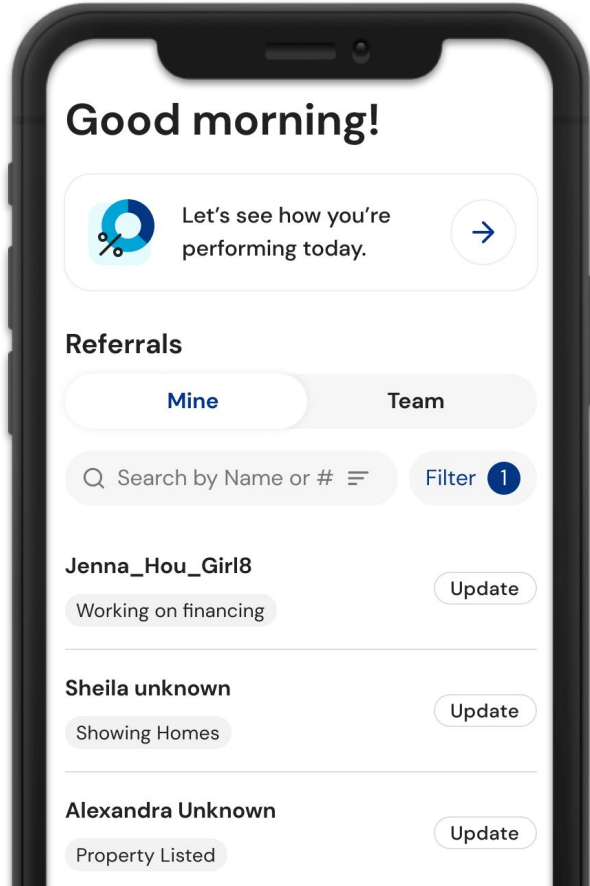 Good morning!
Let's see how you're
performing today.
Referrals
Mine
Team
Search by Name or #
Filter 1
Jenna_Hou_Girl8
Update
Working on financing
Sheila unknown
Update
Showing Homes
Alexandra Unknown
Update
Property Listed